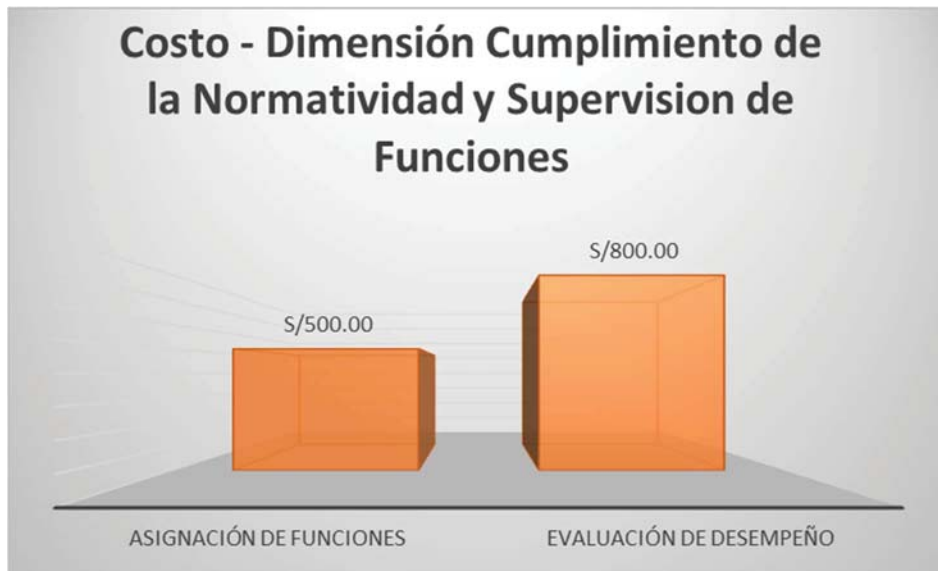 Costo - Dimensión Cumplimiento de
la Normatividad y Supervision de
Funciones
S/800.00
S/500.00
ASIGNACIÓN DE FUNCIONES
EVALUACIÓN DE DESEMPEÑO